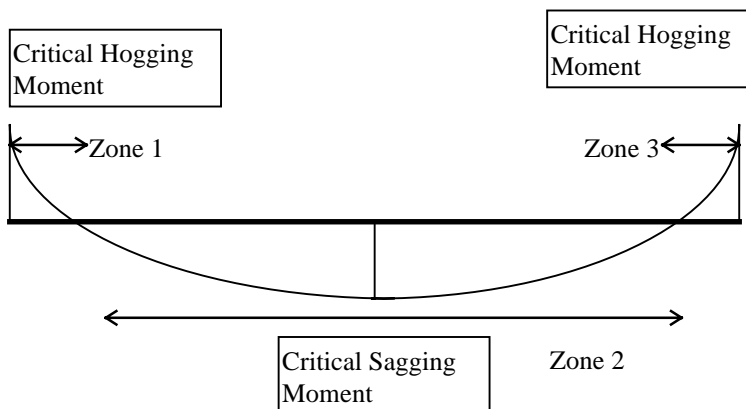 Critical Hogging
Moment
Critical Hogging
Moment
Zone 1
Zone 3
Critical Sagging
Moment
Zone 2